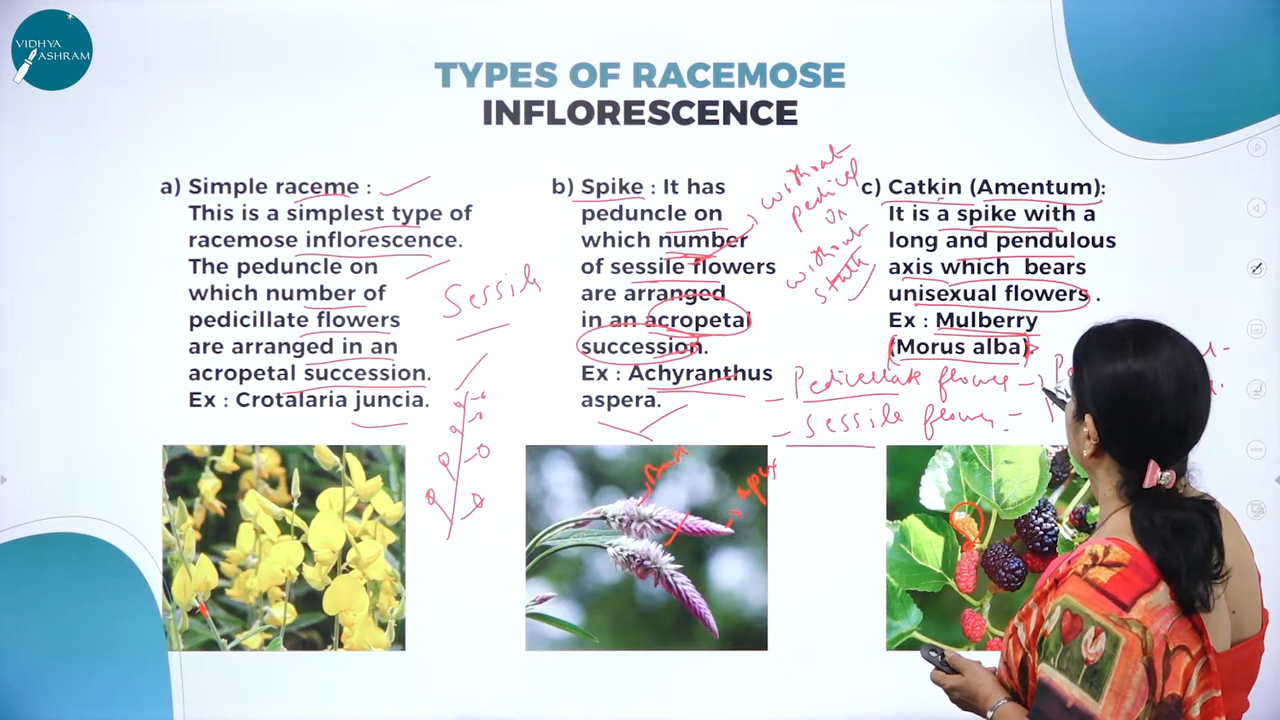 VIDHYA
ASHRAM
TYPES OF RACEMOSE
INFLORESCENCE
a) Simple raceme :
This is a simplest type of
racemose inflorescence.
The peduncle on
which number of
pedicillate flowers
are arranged in an
acropetal succession.
Ex : Crotalaria juncia.
Sessile
b) Spike : It has
peduncle on
which number
of sessile flowers
are arranged
in an acropetal
succession.
Ex : Achyranthus
aspera.
without
pedicel
or
without
stalk
c) Catkin (Amentum):
It is a spike with a
long and pendulous
axis which bears
unisexual flowers .
Ex : Mulberry
(Morus alba)
- Pedicellate flower -
- Sessile flower -